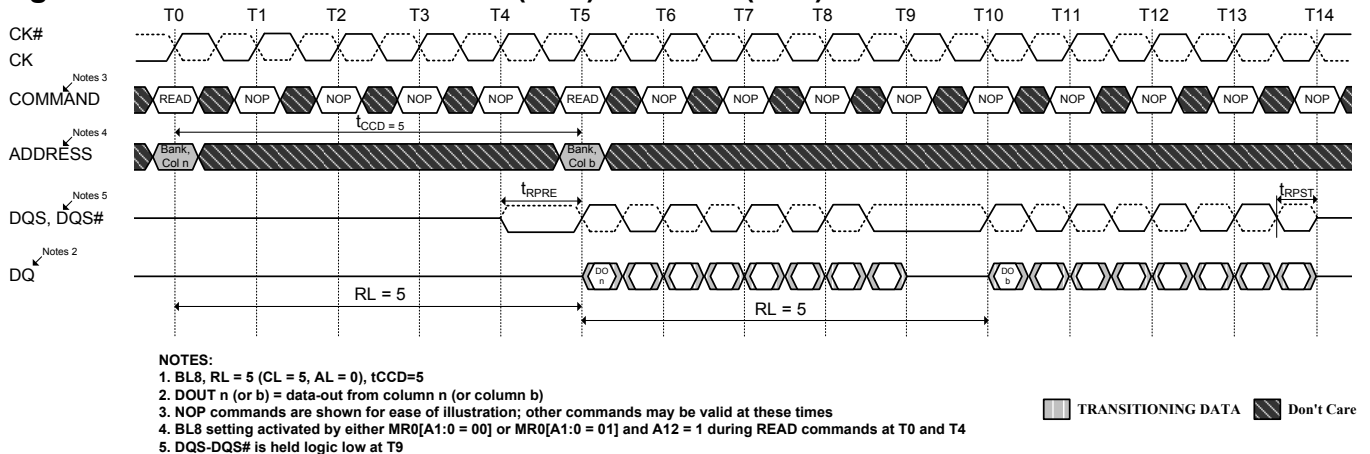 T0 T1 T2 T3 T4 T5 T6 T7 T8 T9 T10 T11 T12 T13 T14
CK#
CK
Notes 3
COMMAND READ NOP NOP NOP NOP READ NOP NOP NOP NOP NOP NOP NOP NOP NOP
tCCD = 5
Notes 4
ADDRESS
Bank, Col n
Bank, Col b
tRPRE
tRPST
Notes 5
DQS, DQS#
Notes 2
DQ
DO n
DO b
RL = 5
RL = 5
NOTES:
1. BL8, RL = 5 (CL = 5, AL = 0), tCCD=5
2. DOUT n (or b) = data-out from column n (or column b)
3. NOP commands are shown for ease of illustration; other commands may be valid at these times
4. BL8 setting activated by either MR0[A1:0 = 00] or MR0[A1:0 = 01] and A12 = 1 during READ commands at T0 and T4
5. DQS-DQS# is held logic low at T9
TRANSITIONING DATA
Don't Care